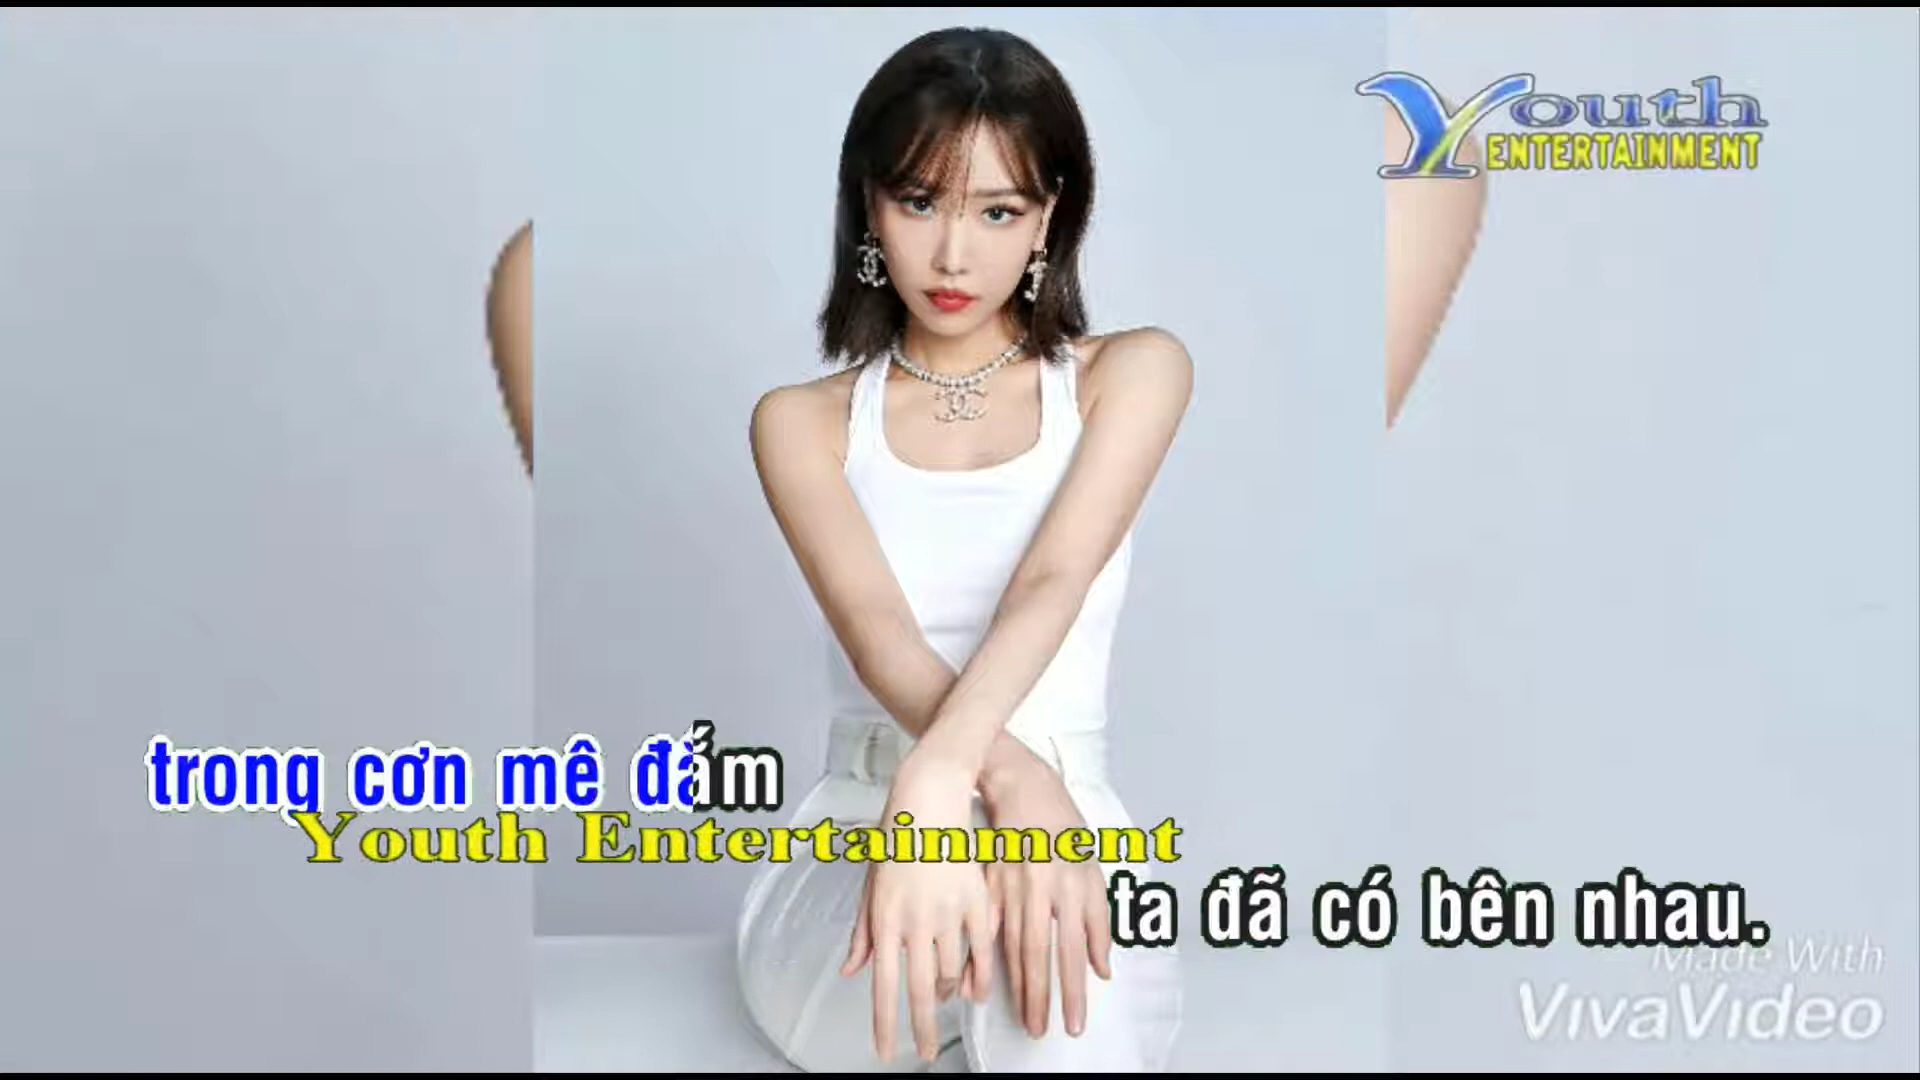 Youth
ENTERTAINMENT
trong cơn mê đắm
Youth Entertainment
ta đã có bên nhau.
Made With
VivaVideo